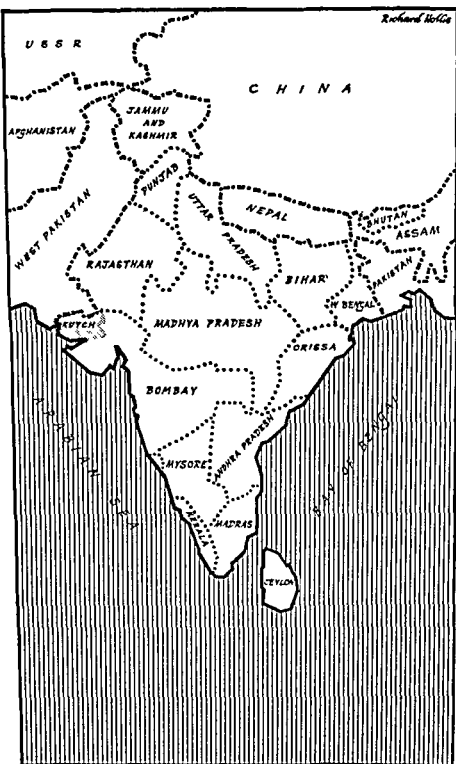 Richard Hollis
U S S R
C H I N A
JAMMU
AND
KASHMIR
AFGHANISTAN
PUNJAB
WEST PAKISTAN
UTTAR PRADESH
NEPAL
BHUTAN
ASSAM
RAJASTHAN
BIHAR
PAKISTAN
W BENGAL
KUTCH
MADHYA PRADESH
ORISSA
BOMBAY
ARABIAN SEA
BAY OF BENGAL
ANDHRA PRADESH
MYSORE
KERALA
MADRAS
CEYLON